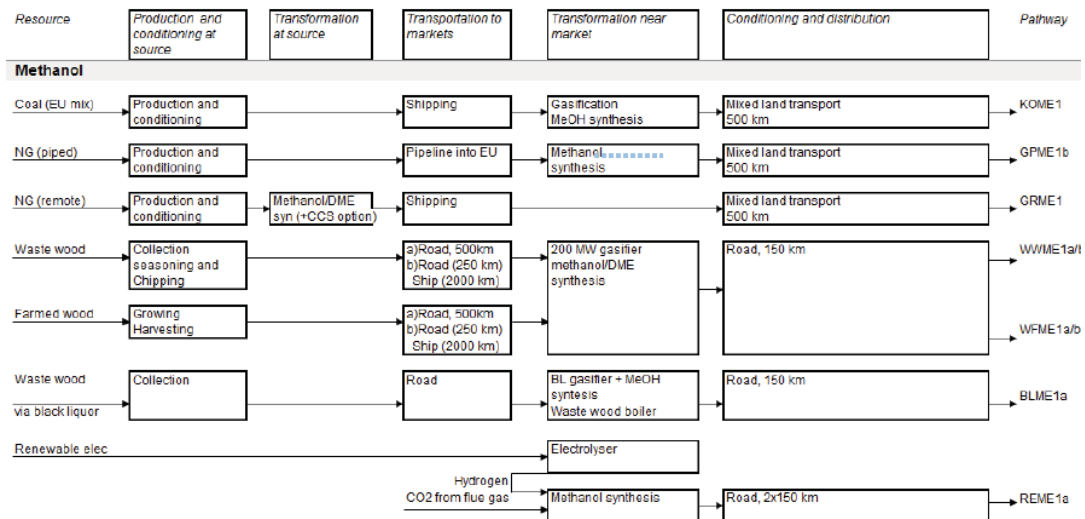 Resource
Production and
conditioning at
source
Transformation
at source
Transportation to
markets
Transformation near
market
Conditioning and distribution
Pathway
Methanol
Coal (EU mix)
Production and
conditioning
Shipping
Gasification
MeOH synthesis
Mixed land transport
500 km
KOME1
NG (piped)
Production and
conditioning
Pipeline into EU
Methanol
synthesis
Mixed land transport
500 km
GPME1b
NG (remote)
Production and
conditioning
Methanol/DME
syn (+CCS option)
Shipping
Mixed land transport
500 km
GRME1
Waste wood
Collection
seasoning and
Chipping
a)Road, 500km
b)Road (250 km)
Ship (2000 km)
200 MW gasifier
methanol/DME
synthesis
Road, 150 km
WWME1a/b
Farmed wood
Growing
Harvesting
a)Road, 500km
b)Road (250 km)
Ship (2000 km)
WFME1a/b
Waste wood
via black liquor
Collection
Road
BL gasifier + MeOH
syntesis
Waste wood boiler
Road, 150 km
BLME1a
Renewable elec
Electrolyser
Hydrogen
CO2 from flue gas
Methanol synthesis
Road, 2x150 km
REME1a